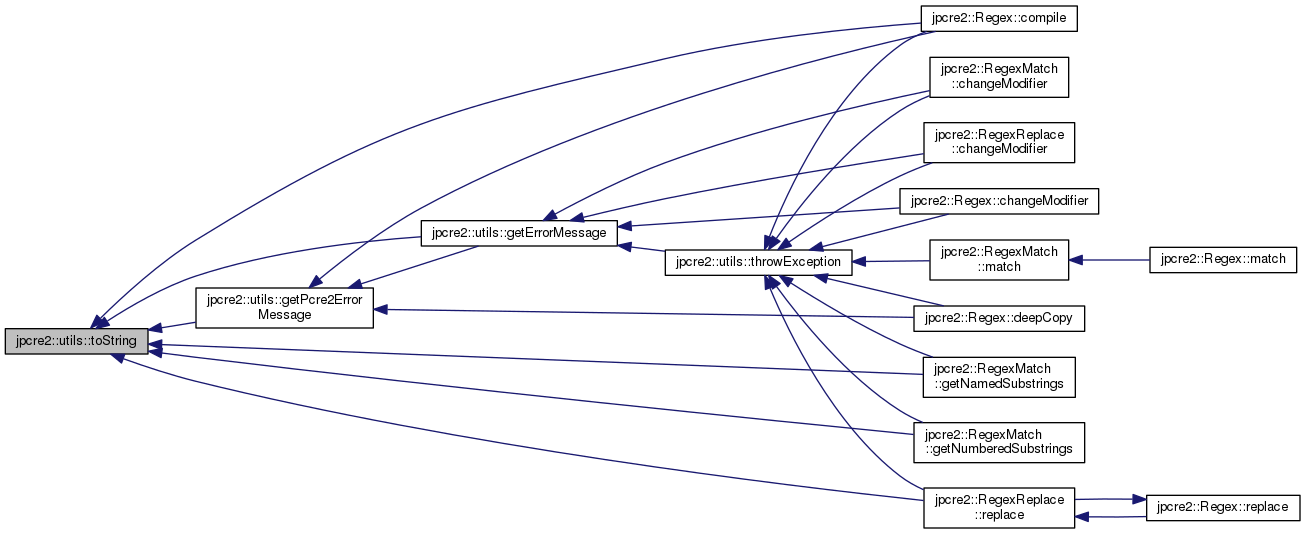 jpcre2::Regex::compile
jpcre2::RegexMatch
::changeModifier
jpcre2::RegexReplace
::changeModifier
jpcre2::Regex::changeModifier
jpcre2::utils::getErrorMessage
jpcre2::utils::throwException
jpcre2::RegexMatch
::match
jpcre2::Regex::match
jpcre2::utils::getPcre2Error
Message
jpcre2::Regex::deepCopy
jpcre2::utils::toString
jpcre2::RegexMatch
::getNamedSubstrings
jpcre2::RegexMatch
::getNumberedSubstrings
jpcre2::RegexReplace
::replace
jpcre2::Regex::replace